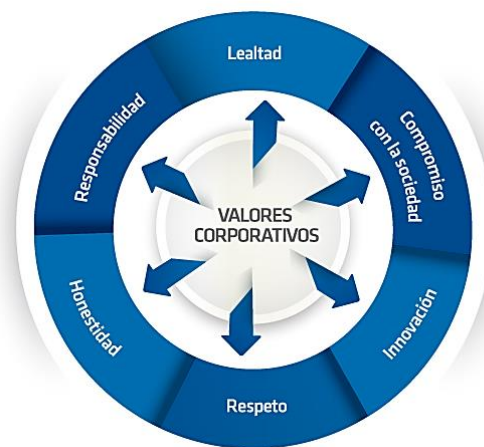 Lealtad
Compromiso
con la sociedad
Innovación
Respeto
Honestidad
Responsabilidad
VALORES
CORPORATIVOS